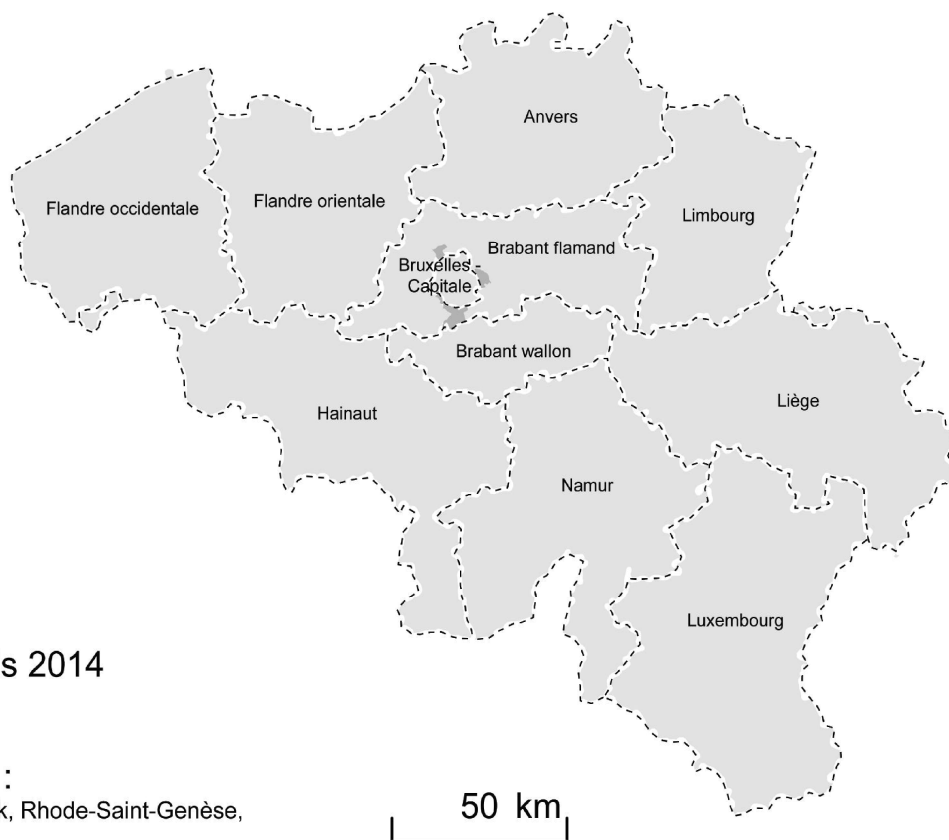 Anvers
Flandre occidentale
Flandre orientale
Limbourg
Brabant flamand
Bruxelles -
Capitale
Brabant wallon
Liège
Hainaut
Namur
Luxembourg
s 2014
:
k, Rhode-Saint-Genèse,
50 km